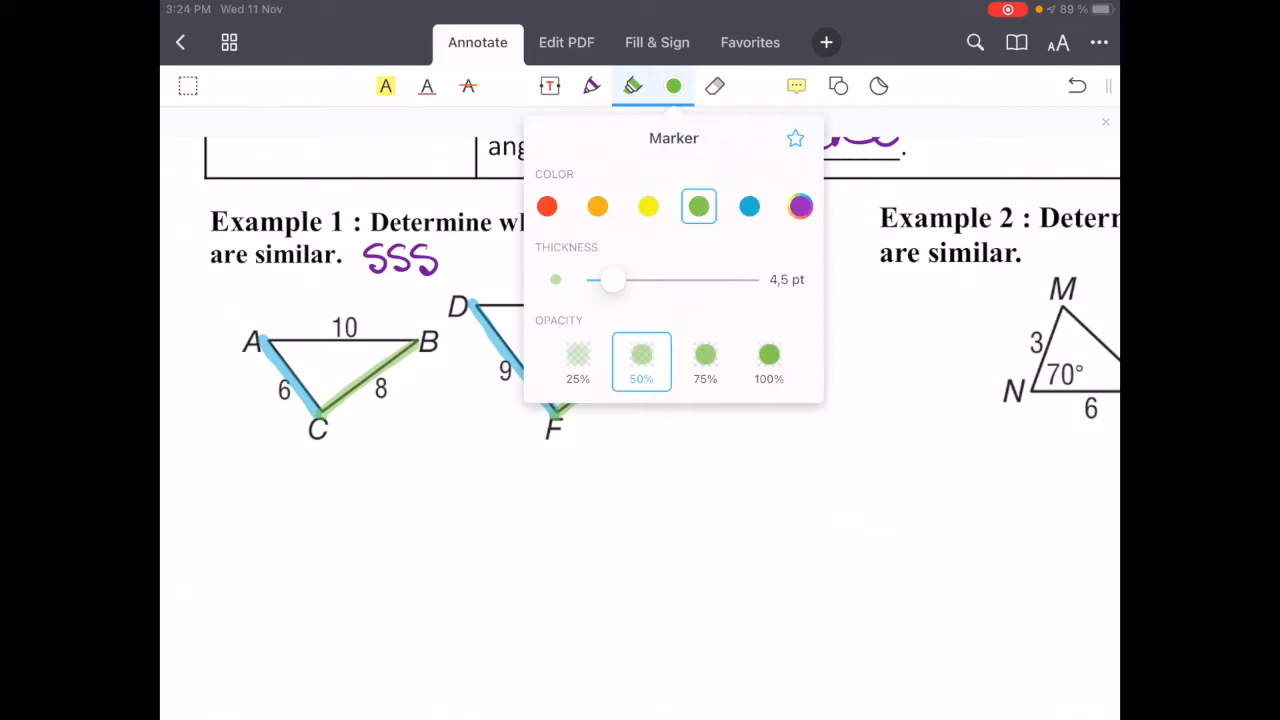 3:24 PM Wed 11 Nov 89 %
Annotate Edit PDF Fill & Sign Favorites
A A A T
AA
Marker
ang
.
COLOR
THICKNESS
4,5 pt
OPACITY
25% 50% 75% 100%
Example 1 : Determine
are similar. SSS
A 10 B
6 8
C
D
9
F
Example 2 :
are similar.
M
3
N 70°
6